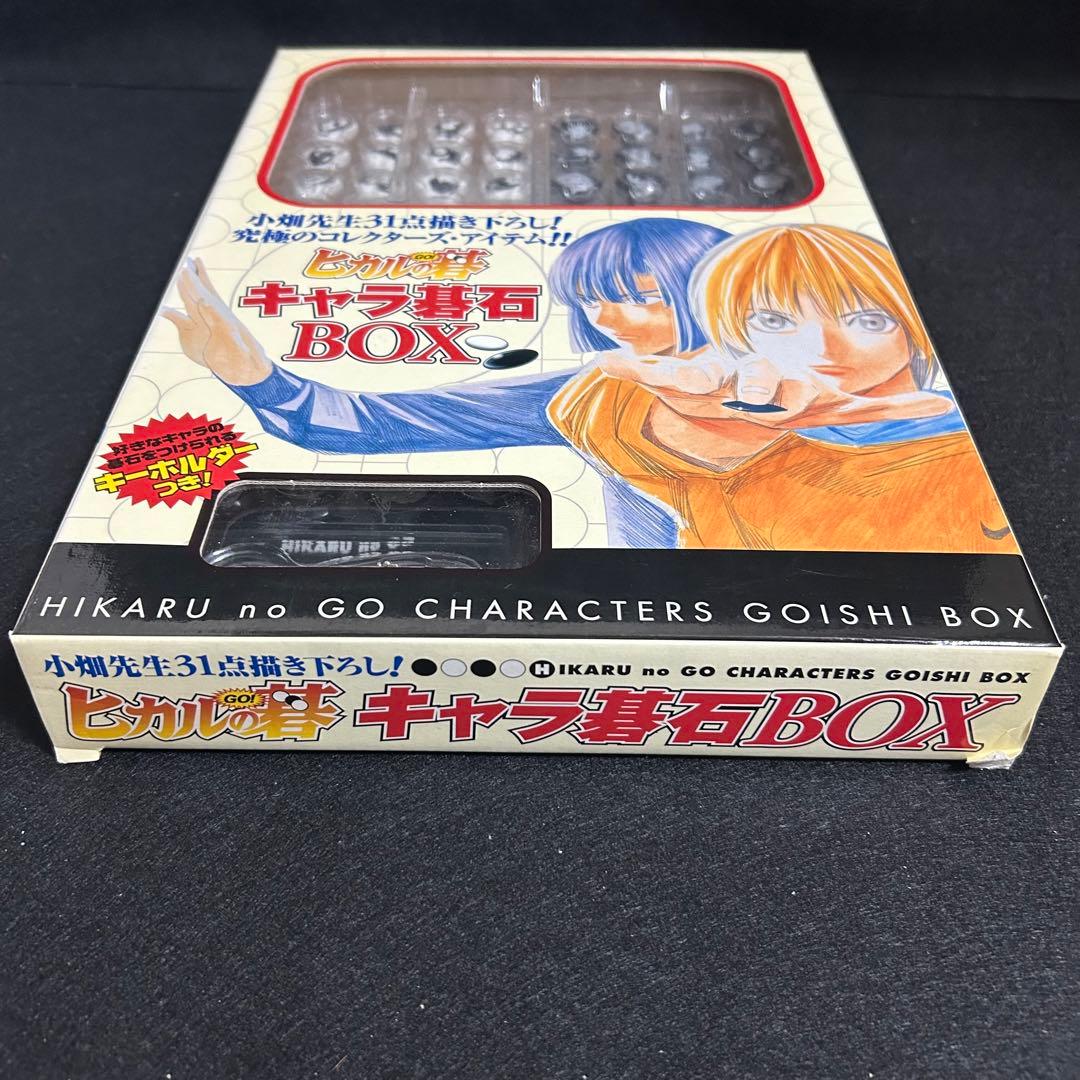 小畑先生31点描き下ろし!
究極のコレクターズ・アイテム!!
ヒカルの碁
GO!
キャラ碁石
BOX
好きなキャラの
碁石をつけられる
キーホルダー
つき!
HIKARU no GO
HIKARU no GO CHARACTERS GOISHI BOX
小畑先生31点描き下ろし! HIKARU no GO CHARACTERS GOISHI BOX
ヒカルの碁 GO! キャラ碁石BOX